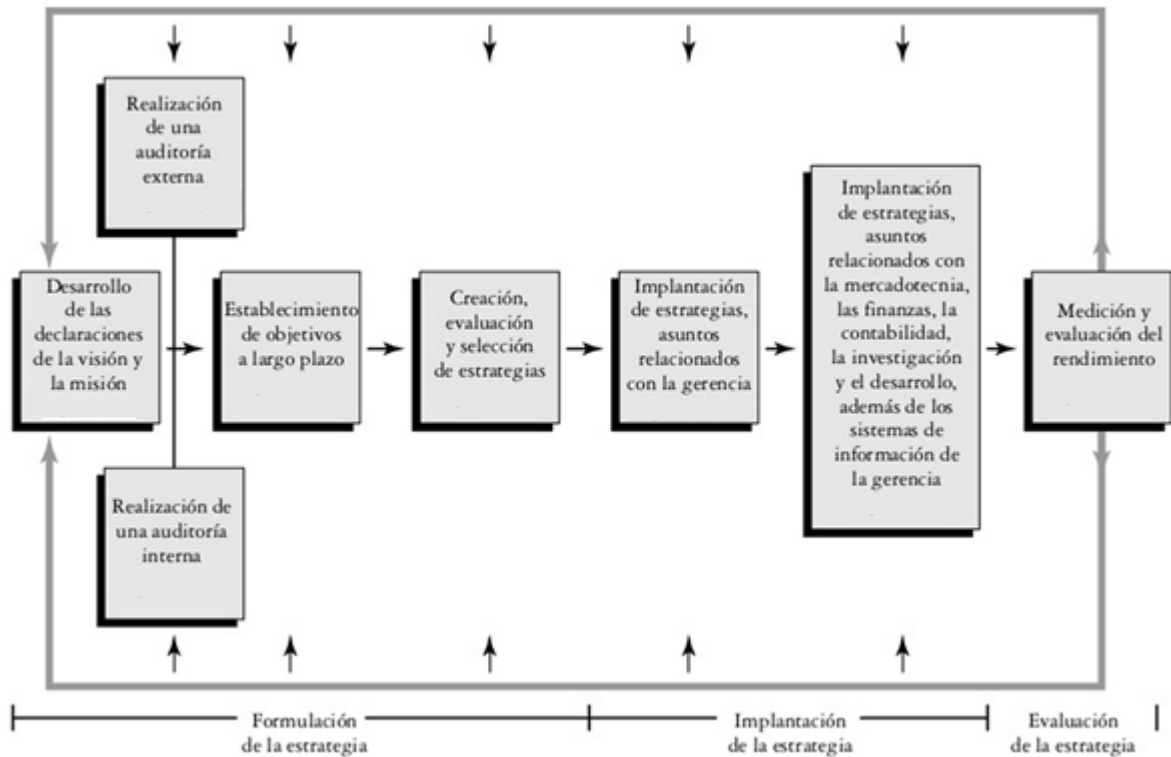 Realización
de una
auditoría
externa
Desarrollo
de las
declaraciones
de la visión y
la misión
Realización de
una auditoría
interna
Establecimiento
de objetivos
a largo plazo
Creación,
evaluación
y selección
de estrategias
Implantación
de estrategias,
asuntos
relacionados
con la gerencia
Implantación
de estrategias,
asuntos
relacionados con
la mercadotecnia,
las finanzas, la
contabilidad,
la investigación
y el desarrollo,
además de los
sistemas de
información de
la gerencia
Medición y
evaluación del
rendimiento
Formulación
de la estrategia
Implantación
de la estrategia
Evaluación
de la estrategia